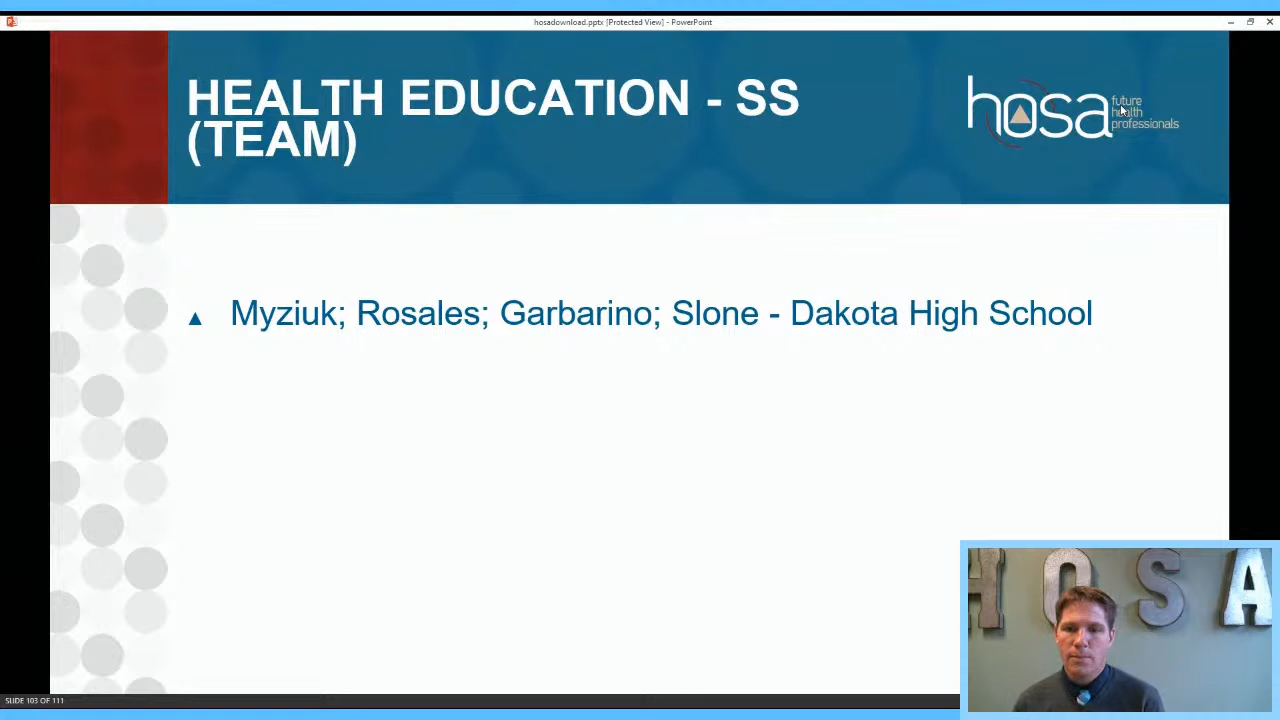 hosadownload.pptx [Protected View] - PowerPoint
HEALTH EDUCATION - SS
(TEAM)
hosa
future
health
professionals
▲ Myziuk; Rosales; Garbarino; Slone - Dakota High School
H O S A
SLIDE 103 OF 111